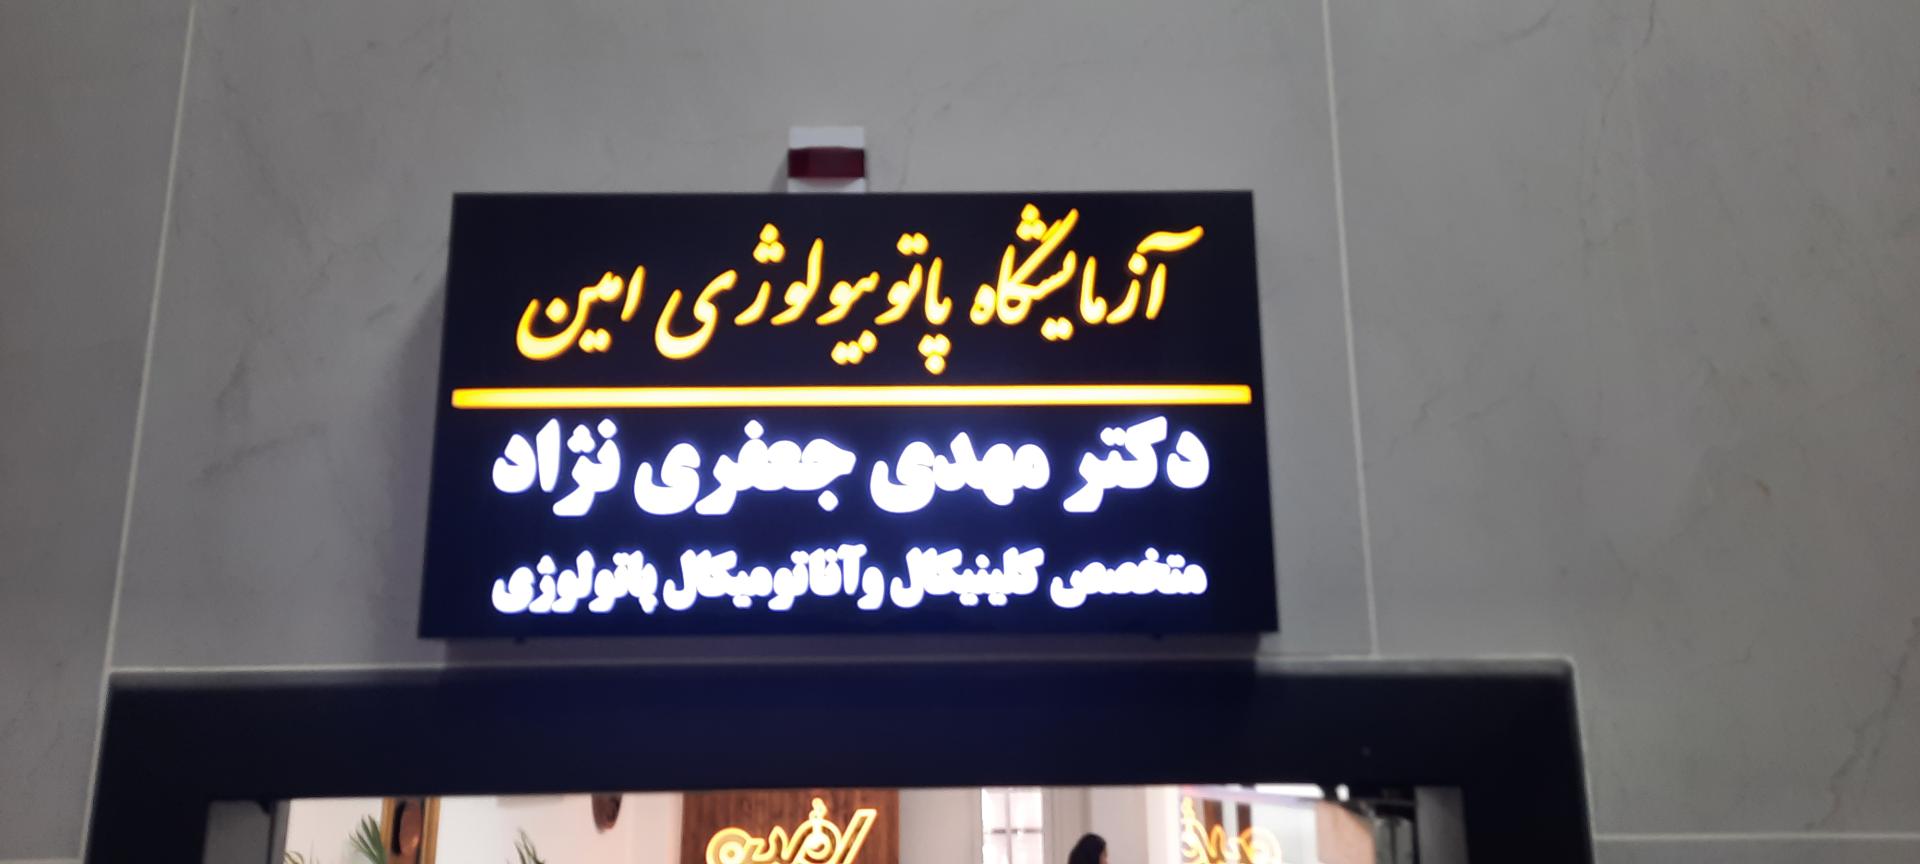 آزمایشگاه پاتوبیولوژی امین
دکتر مهدی جعفری نژاد
متخصص کلینیکال و آناتومیکال پاتولوژی